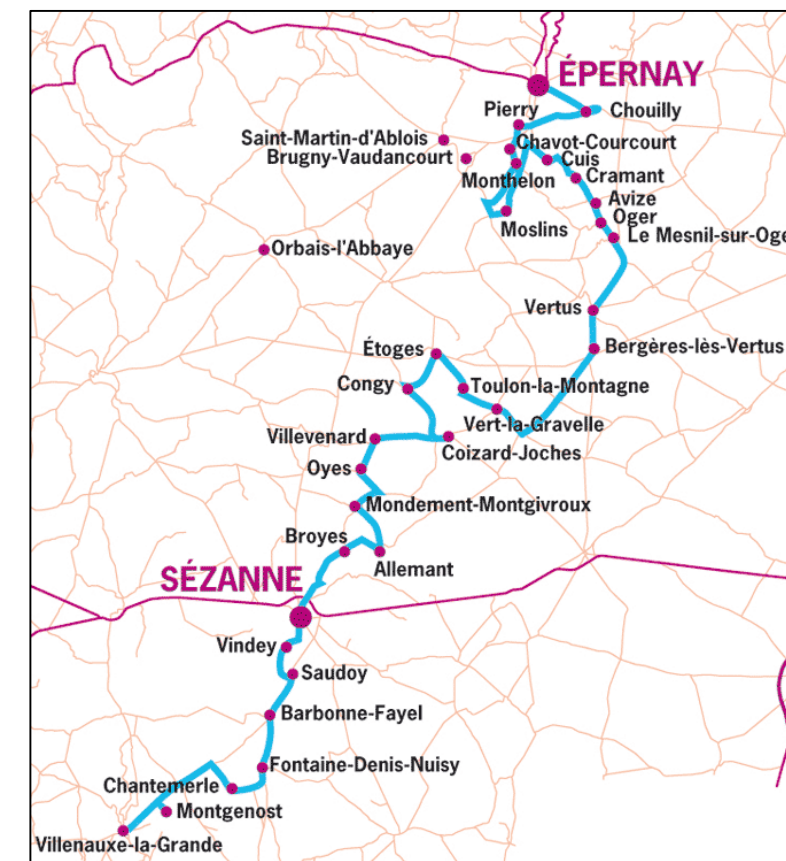 ÉPERNAY
Pierry
Chouilly
Saint-Martin-d'Ablois
Chavot-Courcourt
Brugny-Vaudancourt
Cuis
Monthelon
Cramant
Avize
Moslins
Oger
Le Mesnil-sur-Oge
Orbais-l'Abbaye
Vertus
Bergères-lès-Vertus
Étoges
Congy
Toulon-la-Montagne
Vert-la-Gravelle
Villevenard
Coizard-Joches
Oyes
Mondement-Montgivroux
Broyes
Allemant
SÉZANNE
Vindey
Saudoy
Barbonne-Fayel
Fontaine-Denis-Nuisy
Chantemerle
Montgenost
Villenauxe-la-Grande